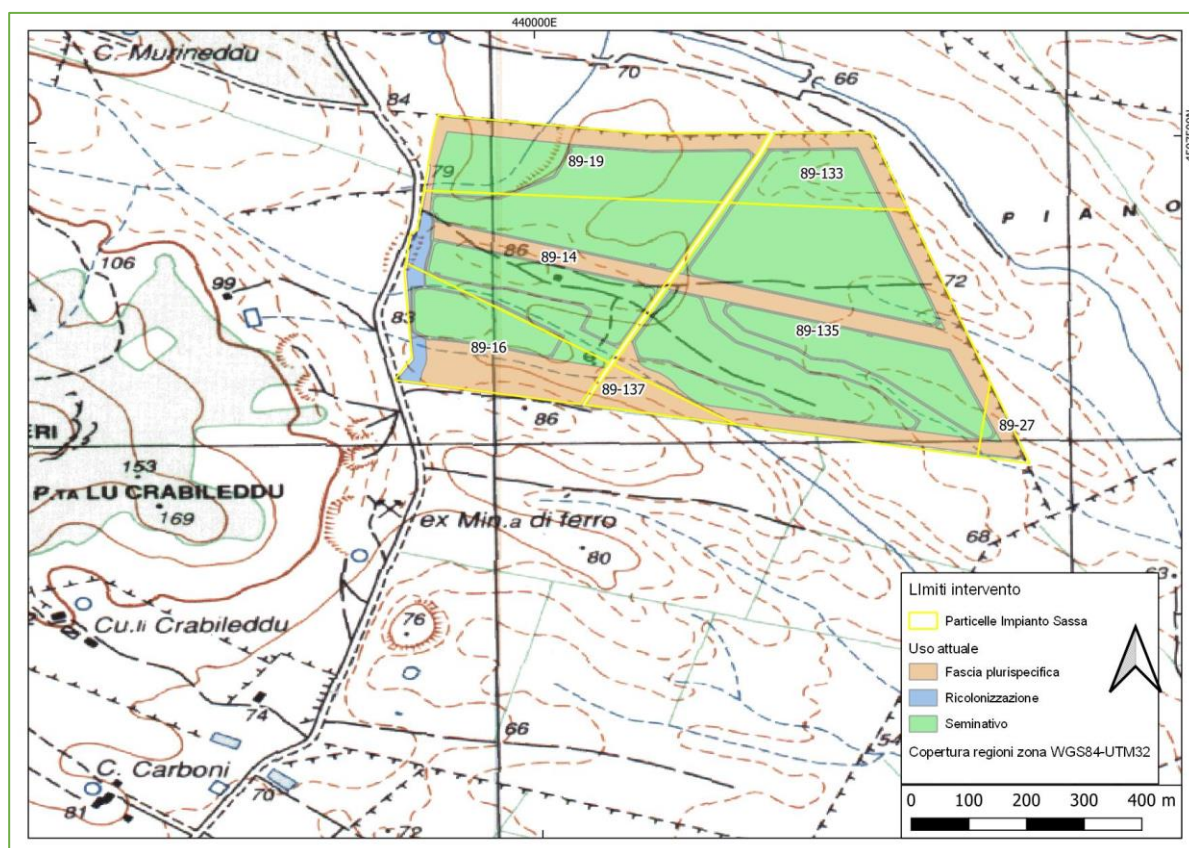 440000E
C. Murineddu
70
66
84
89-19
89-133
79
P I A N O
86
89-14
106
99
72
83
89-135
89-16
89-137
86
89-27
ERI
153
P.TA LU CRABILEDDU
169
ex Min.a di ferro
80
68
63
76
Cu.li Crabileddu
74
66
54
C. Carboni
70
81
72
LImiti intervento
Particelle Impianto Sassa
Uso attuale
Fascia plurispecifica
Ricolonizzazione
Seminativo
Copertura regioni zona WGS84-UTM32
0 100 200 300 400 m